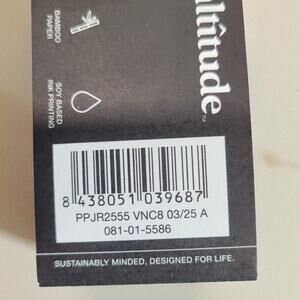 altîtude™
BAMBOO
PAPER
SOY BASED
INK PRINTING
8 438051 039687
PPJR2555 VNC8 03/25 A
081-01-5586
SUSTAINABLY MINDED, DESIGNED FOR LIFE.